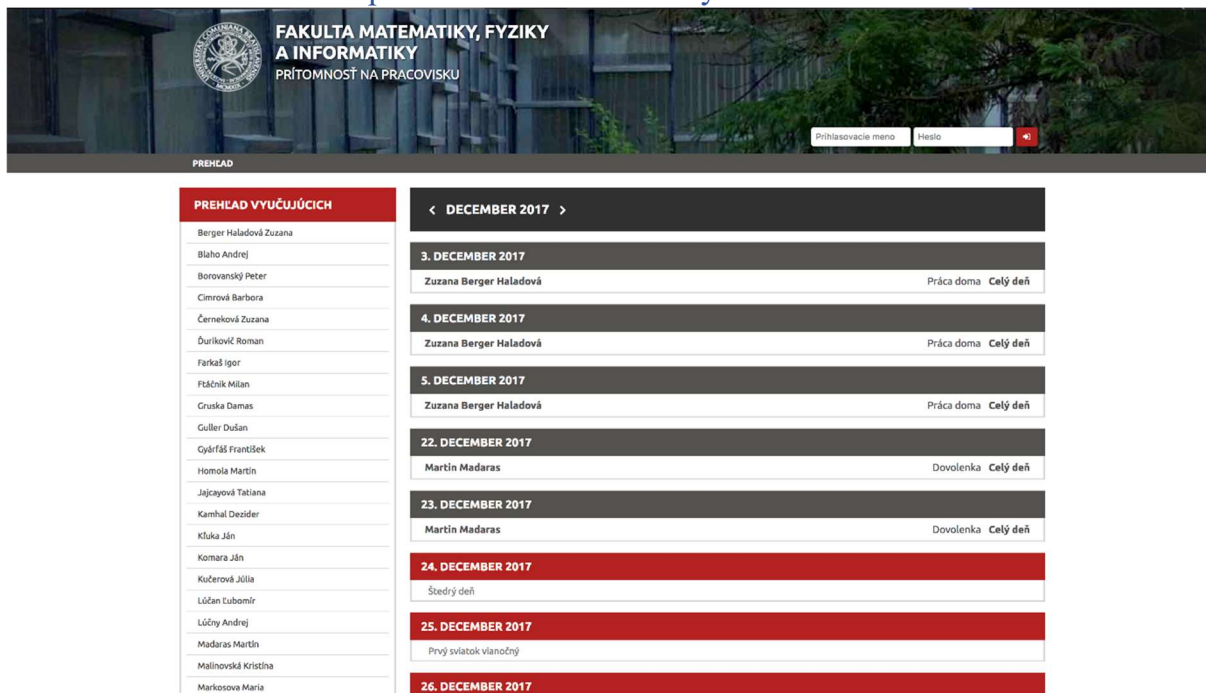 FAKULTA MATEMATIKY, FYZIKY
A INFORMATIKY
PRÍTOMNOSŤ NA PRACOVISKU
Prihlasovacie meno
Heslo
PREHĽAD
PREHĽAD VYUČUJÚCICH
Berger Haladová Zuzana
Blaho Andrej
Borovanský Peter
Cimrová Barbora
Černeková Zuzana
Ďurikovič Roman
Farkaš Igor
Ftáčnik Milan
Gruska Damas
Guller Dušan
Gyárfáš František
Homola Martin
Jajcayová Tatiana
Kamhal Dezider
Kľuka Ján
Komara Ján
Kučerová Júlia
Lúčan Ľubomír
Lúčny Andrej
Madaras Martin
Malinovská Kristína
Markosova Maria
< DECEMBER 2017 >
3. DECEMBER 2017
Zuzana Berger Haladová Práca doma Celý deň
4. DECEMBER 2017
Zuzana Berger Haladová Práca doma Celý deň
5. DECEMBER 2017
Zuzana Berger Haladová Práca doma Celý deň
22. DECEMBER 2017
Martin Madaras Dovolenka Celý deň
23. DECEMBER 2017
Martin Madaras Dovolenka Celý deň
24. DECEMBER 2017
Štedrý deň
25. DECEMBER 2017
Prvý sviatok vianočný
26. DECEMBER 2017